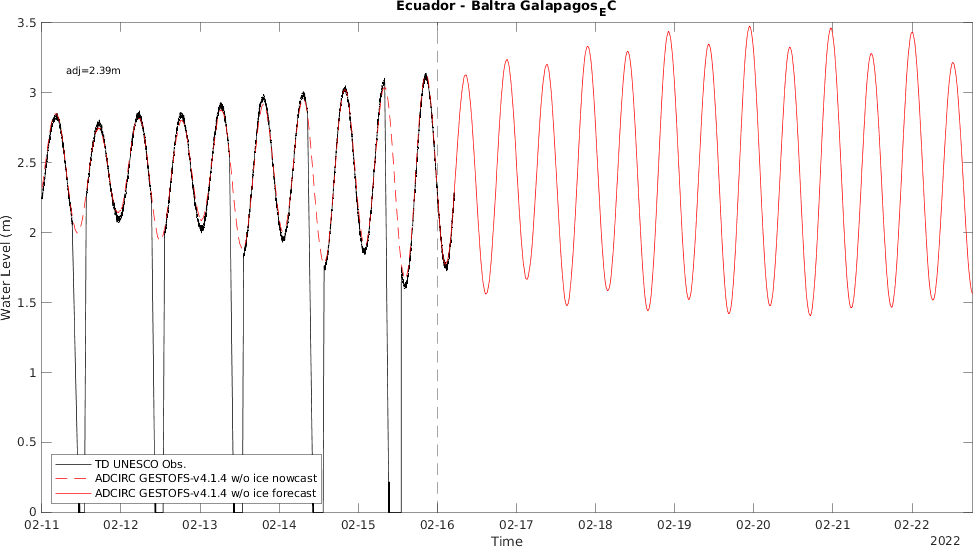 Ecuador - Baltra Galapagos_EC
3.5
adj=2.39m
3
2.5
2
1.5
1
0.5
0
Water Level (m)
TD UNESCO Obs.
ADCIRC GESTOFS-v4.1.4 w/o ice nowcast
ADCIRC GESTOFS-v4.1.4 w/o ice forecast
02-11 02-12 02-13 02-14 02-15 02-16 02-17 02-18 02-19 02-20 02-21 02-22
Time
2022